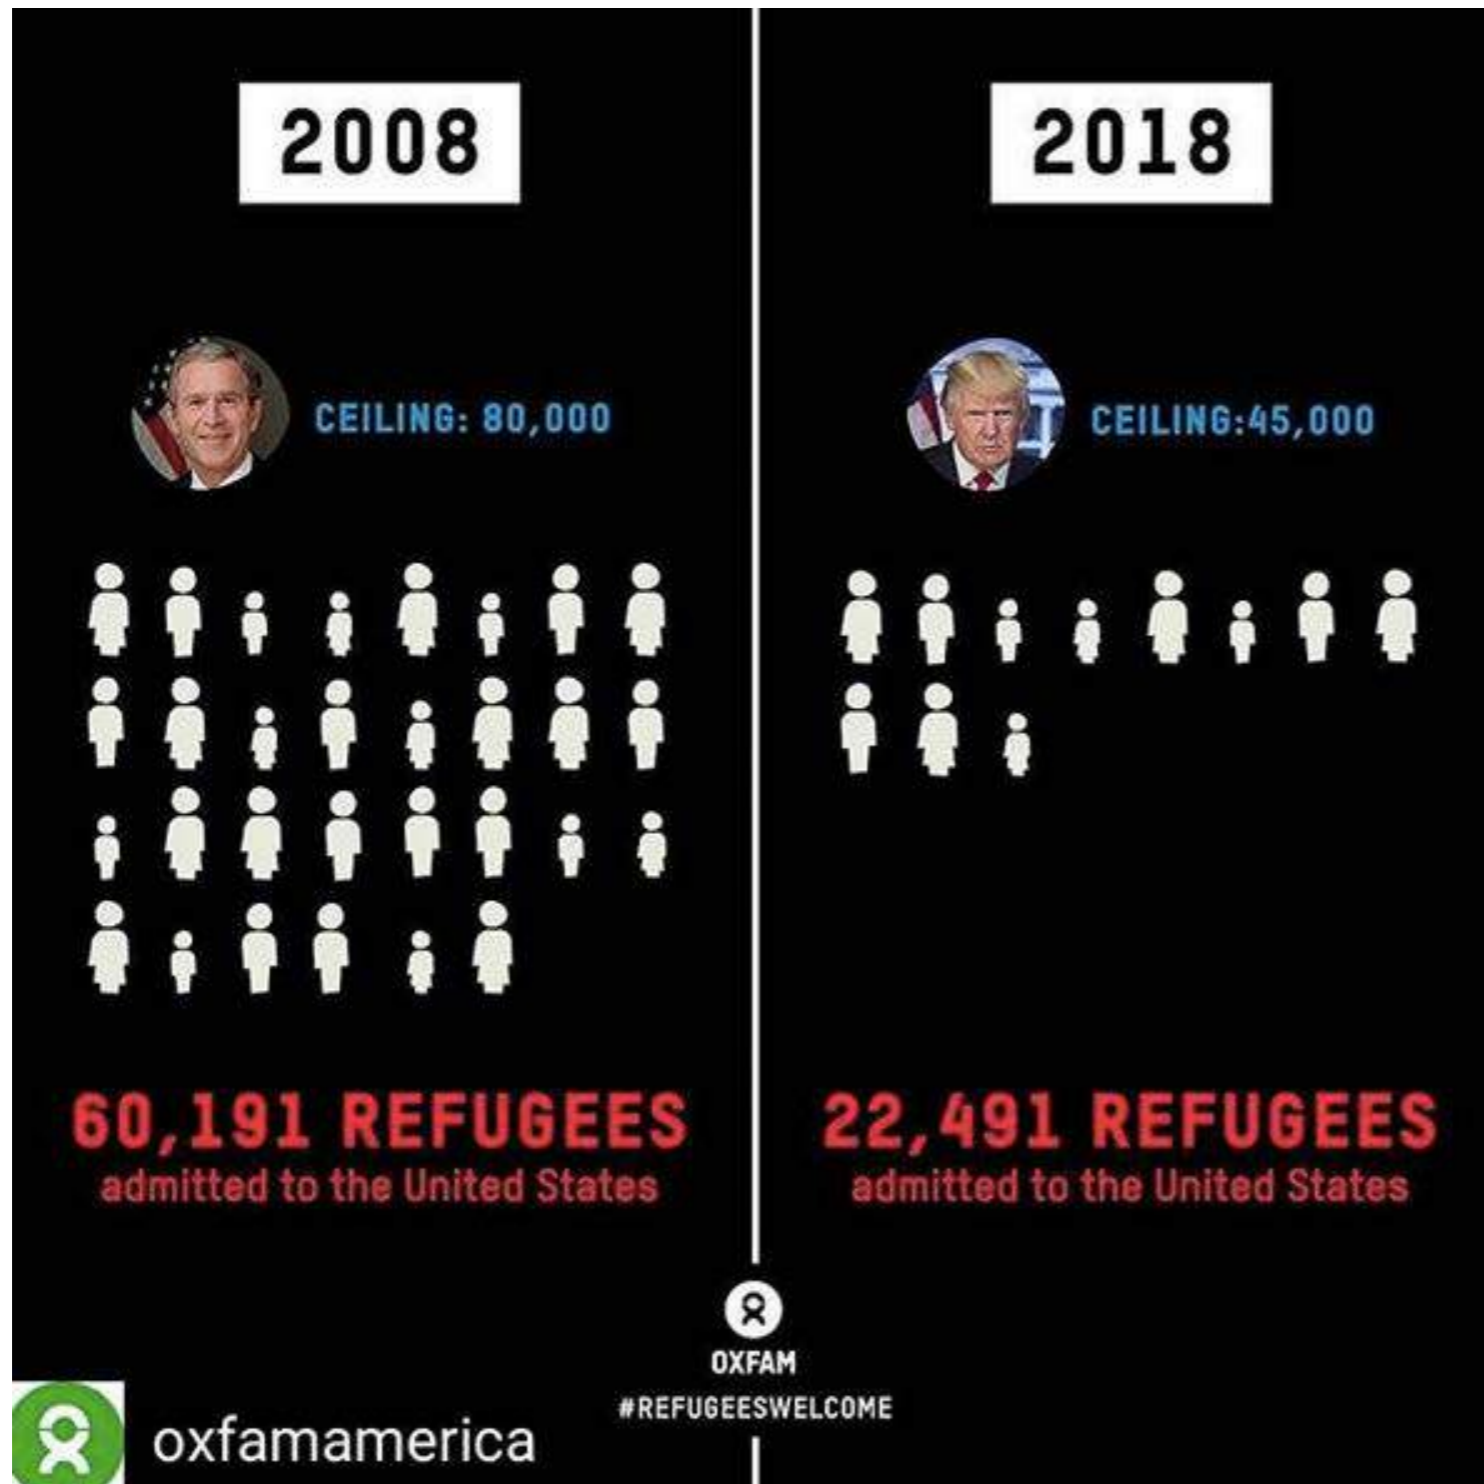 2008
CEILING: 80,000
60,191 REFUGEES
admitted to the United States
2018
CEILING:45,000
22,491 REFUGEES
admitted to the United States
OXFAM
#REFUGEESWELCOME
oxfamamerica